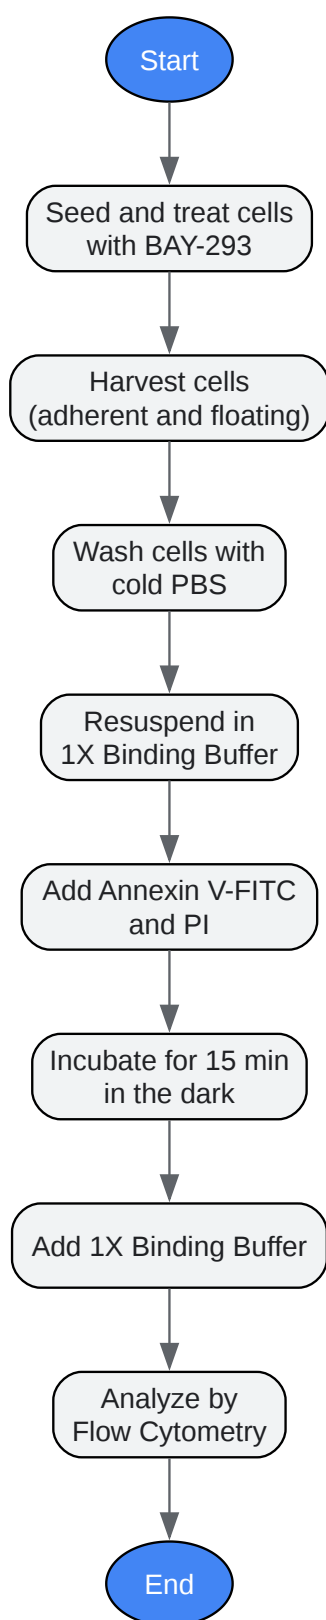 Start
Seed and treat cells
with BAY-293
Harvest cells
(adherent and floating)
Wash cells with
cold PBS
Resuspend in
1X Binding Buffer
Add Annexin V-FITC
and PI
Incubate for 15 min
in the dark
Add 1X Binding Buffer
Analyze by
Flow Cytometry
End